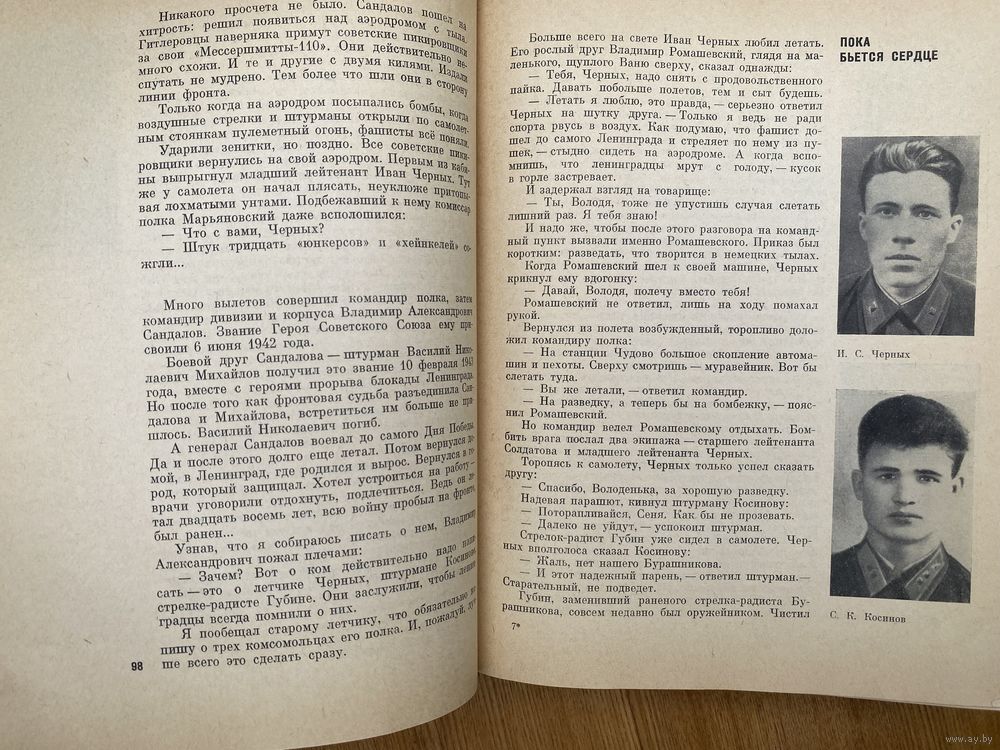 Никакого просчета не было. Сандалов пошел на
хитрость: решил появиться над аэродромом с тыла.
Гитлеровцы наверняка примут советские пикировщики
за свои «Мессершмитты-110». Они действительно не-
много схожи. И те и другие с двумя килями. Издали
спутать не мудрено. Тем более что шли они в сторону
линии фронта.
Только когда на аэродром посыпались бомбы, когда
воздушные стрелки и штурманы открыли по самолет-
ным стоянкам пулеметный огонь, фашисты всё поняли.
Ударили зенитки, но поздно. Все советские пики-
ровщики вернулись на свой аэродром. Первым из каби-
ны выпрыгнул младший лейтенант Иван Черных. Тут
же у самолета он начал плясать, неуклюже притопы-
вая лохматыми унтами. Подбежавший к нему комиссар
полка Марьяновский даже всполошился:
— Что с вами, Черных?
— Штук тридцать «юнкерсов» и «хейнкелей» со-
жгли...
Много вылетов совершил командир полка, затем
командир дивизии и корпуса Владимир Александрович
Сандалов. Звание Героя Советского Союза ему при-
своили 6 июня 1942 года.
Боевой друг Сандалова — штурман Василий Нико-
лаевич Михайлов получил это звание 10 февраля 1943
года, вместе с героями прорыва блокады Ленинграда.
Но после того как фронтовая судьба разъединила Сан-
далова и Михайлова, встретиться им больше не при-
шлось. Василий Николаевич погиб.
А генерал Сандалов воевал до самого Дня Победы.
Да и после этого долго еще летал. Потом вернулся до-
мой, в Ленинград, где родился и вырос. Вернулся в го-
род, который защищал. Хотел устроиться на работу —
врачи уговорили отдохнуть, подлечиться. Ведь он ле-
тал двадцать восемь лет, всю войну пробыл на фронте,
был ранен...
Узнав, что я собираюсь писать о нем, Владимир
Александрович пожал плечами:
— Зачем? Вот о ком действительно надо напи-
сать — это о летчике Черных, штурмане Косинове,
стрелке-радисте Губине. Они заслужили, чтобы ленин-
градцы всегда помнили о них.
Я пообещал старому летчику, что обязательно на-
пишу о трех комсомольцах его полка. И, пожалуй, луч-
ше всего это сделать сразу.
98
ПОКА
БЬЕТСЯ СЕРДЦЕ
Больше всего на свете Иван Черных любил летать.
Его рослый друг Владимир Ромашевский, глядя на ма-
ленького, щуплого Ваню сверху, сказал однажды:
— Тебя, Черных, надо снять с продовольственного
пайка. Давать побольше полетов, тем и сыт будешь.
— Летать я люблю, это правда, — серьезно ответил
Черных на шутку друга. — Только я ведь не ради
спорта рвусь в воздух. Как подумаю, что фашист до-
шел до самого Ленинграда и стреляет по нему из пу-
шек, — стыдно сидеть на аэродроме. А когда вспо-
мнишь, что ленинградцы мрут с голоду, — кусок
в горле застревает.
И задержал взгляд на товарище:
— Ты, Володя, тоже не упустишь случая слетать
лишний раз. Я тебя знаю!
И надо же, чтобы после этого разговора на команд-
ный пункт вызвали именно Ромашевского. Приказ был
коротким: разведать, что творится в немецких тылах.
Когда Ромашевский шел к своей машине, Черных
крикнул ему вдогонку:
— Давай, Володя, полечу вместо тебя!
Ромашевский не ответил, лишь на ходу помахал
рукой.
Вернулся из полета возбужденный, торопливо доло-
жил командиру полка:
— На станции Чудово большое скопление автома-
шин и пехоты. Сверху смотришь — муравейник. Вот бы
слетать туда.
— Вы же летали, — ответил командир.
— На разведку, а теперь бы на бомбежку, — пояс-
нил Ромашевский.
Но командир велел Ромашевскому отдыхать. Бом-
бить врага послал два экипажа — старшего лейтенанта
Солдатова и младшего лейтенанта Черных.
Торопясь к самолету, Черных только успел сказать
другу:
— Спасибо, Володенька, за хорошую разведку.
Надевая парашют, кивнул штурману Косинову:
— Поторапливайся, Сеня. Как бы не прозевать.
— Далеко не уйдут, — успокоил штурман.
Стрелок-радист Губин уже сидел в самолете. Чер-
ных вполголоса сказал Косинову:
— Жаль, нет нашего Бурашникова.
— И этот надежный парень, — ответил штурман. —
Старательный, не подведет.
Губин, заменивший раненого стрелка-радиста Бу-
рашникова, совсем недавно был оружейником. Чистил
7*
И. С. Черных
С. К. Косинов
www.ay.by